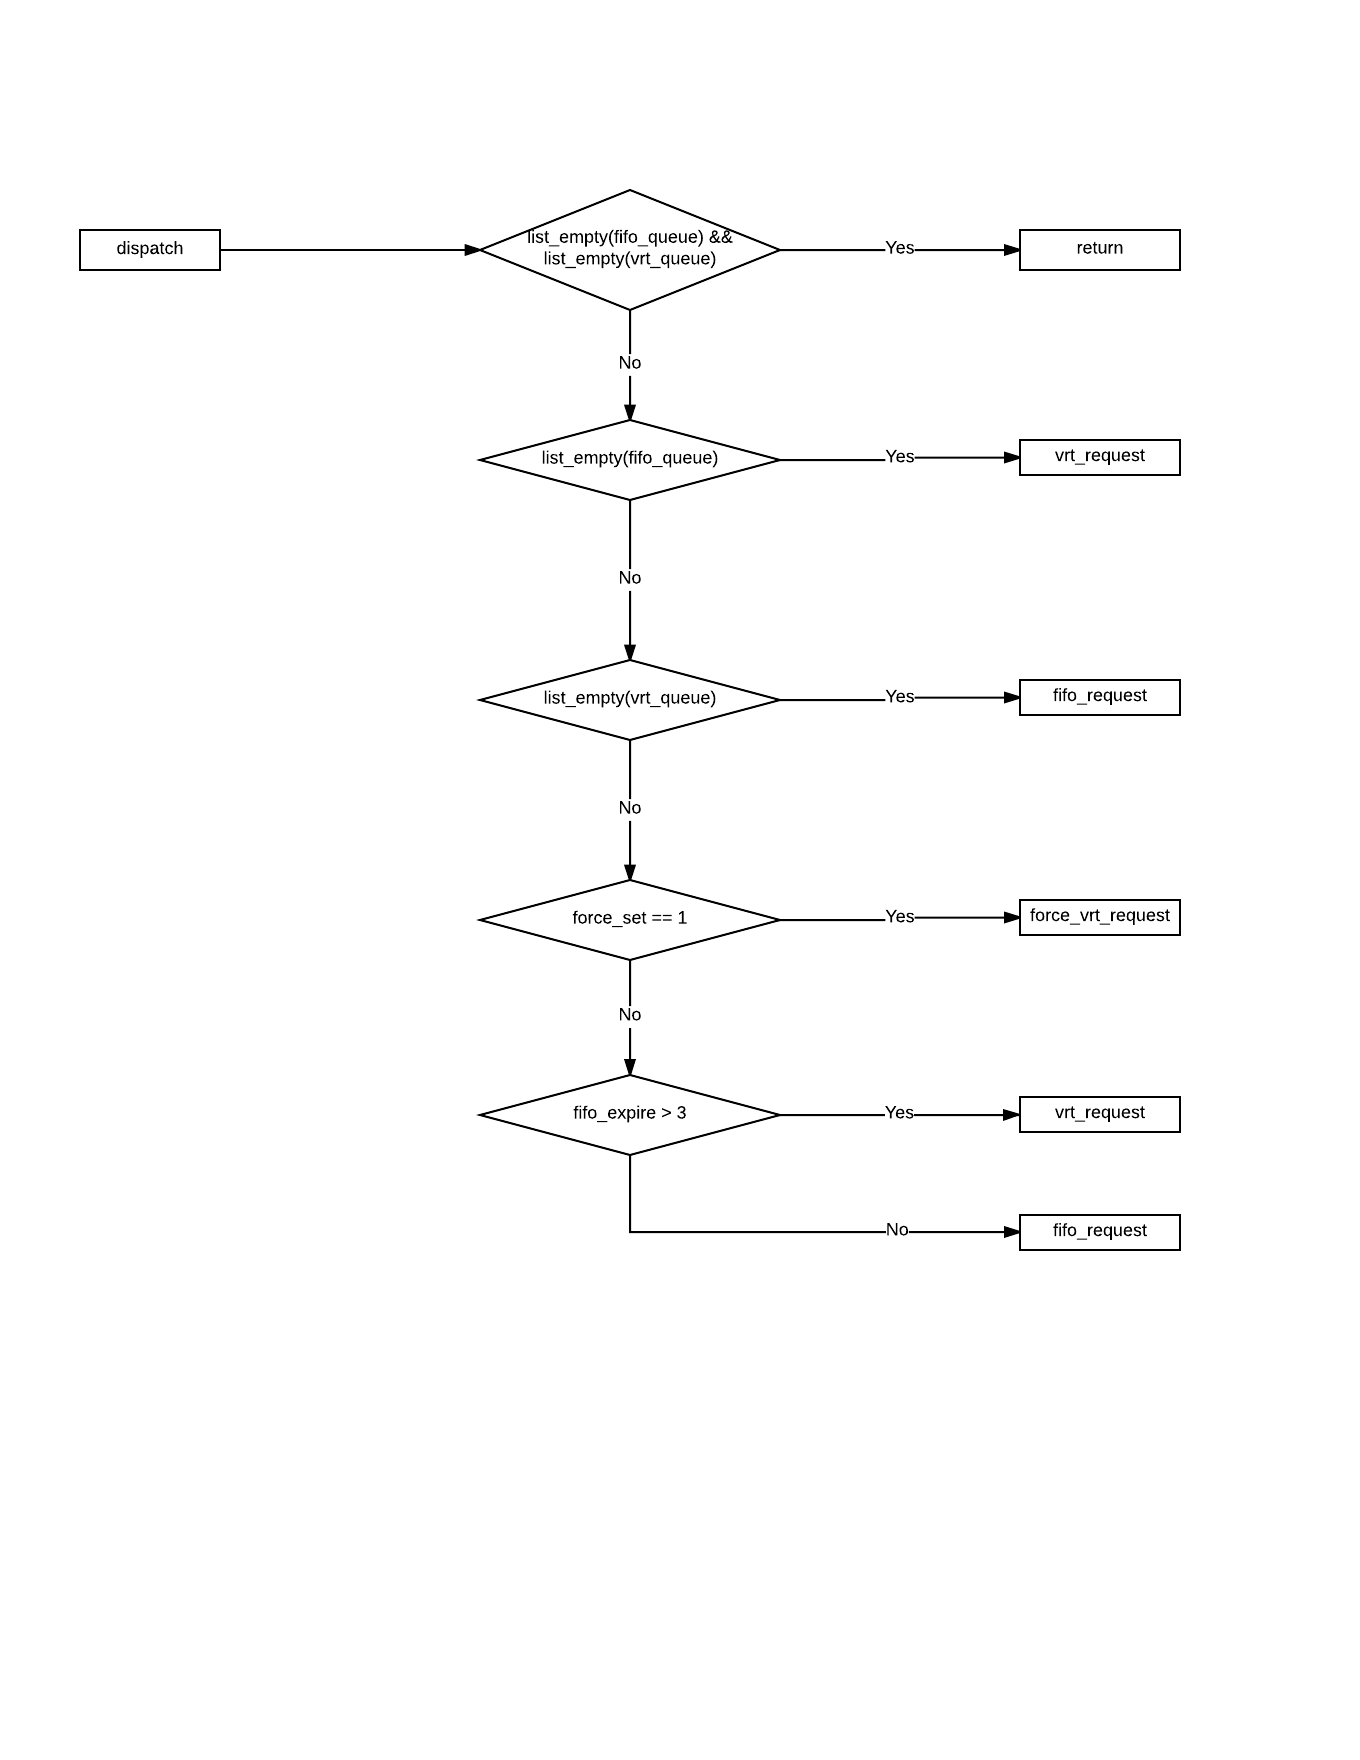 dispatch
list_empty(fifo_queue) &&
list_empty(vrt_queue)
Yes
return
No
list_empty(fifo_queue)
Yes
vrt_request
No
list_empty(vrt_queue)
Yes
fifo_request
No
force_set == 1
Yes
force_vrt_request
No
fifo_expire > 3
Yes
vrt_request
No
fifo_request